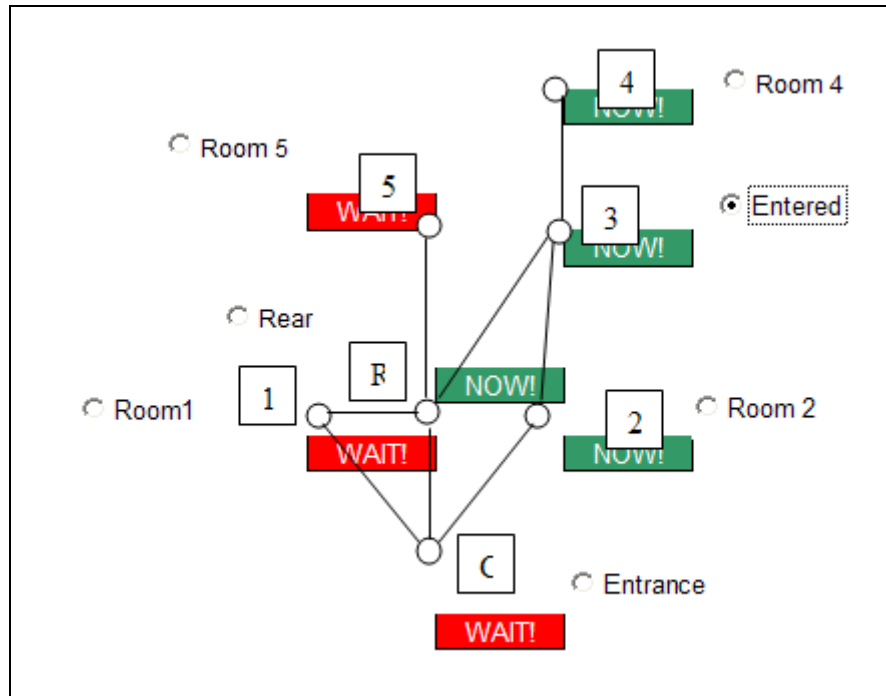 4
Room 4
NOW!
Room 5
5
WAIT!
3
Entered
NOW!
Rear
R
NOW!
Room1
1
2
Room 2
WAIT!
NOW!
C
Entrance
WAIT!